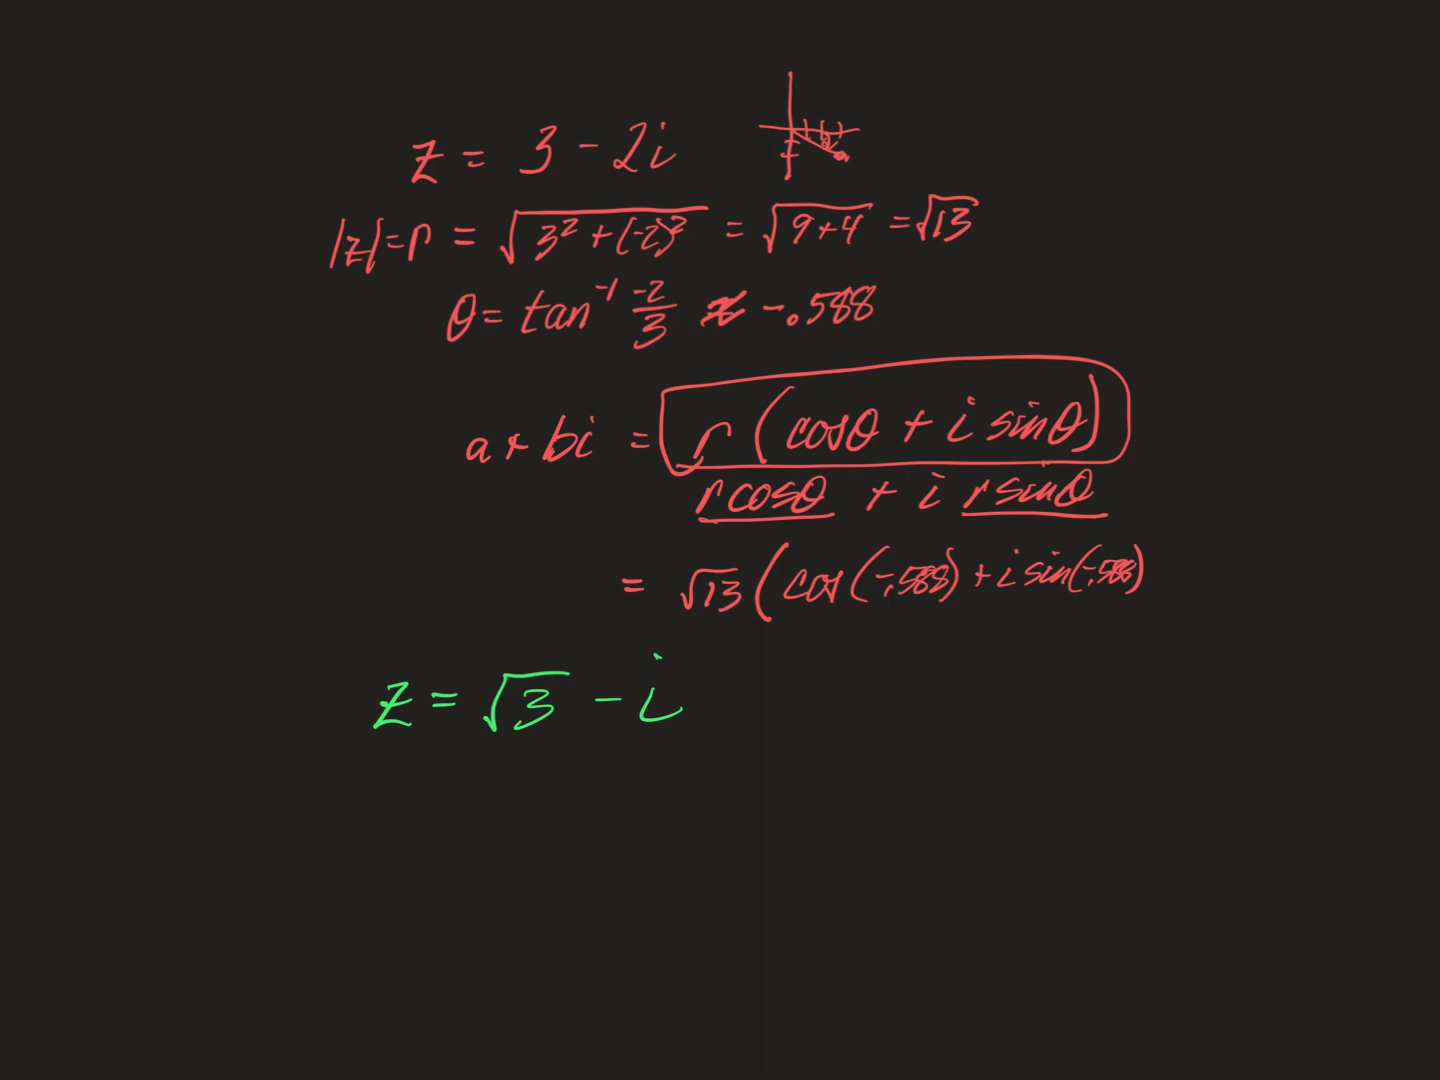 z = 3 - 2i
|z| = r = √(3² + (-2)²) = √(9+4) = √13
θ = tan⁻¹ -2/3 ≈ -.588
a + bi = r (cosθ + i sinθ)
r cosθ + i r sinθ
= √13 (cos(-.588) + i sin(-.588)
z = √3 - i